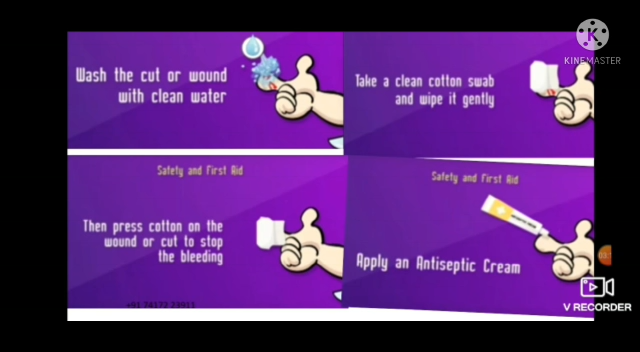 Wash the cut or wound
with clean water
Take a clean cotton swab
and wipe it gently
Safety and First Aid
Then press cotton on the
wound or cut to stop
the bleeding
Safety and First Aid
Apply an Antiseptic Cream
K
KINEMASTER
V RECORDER